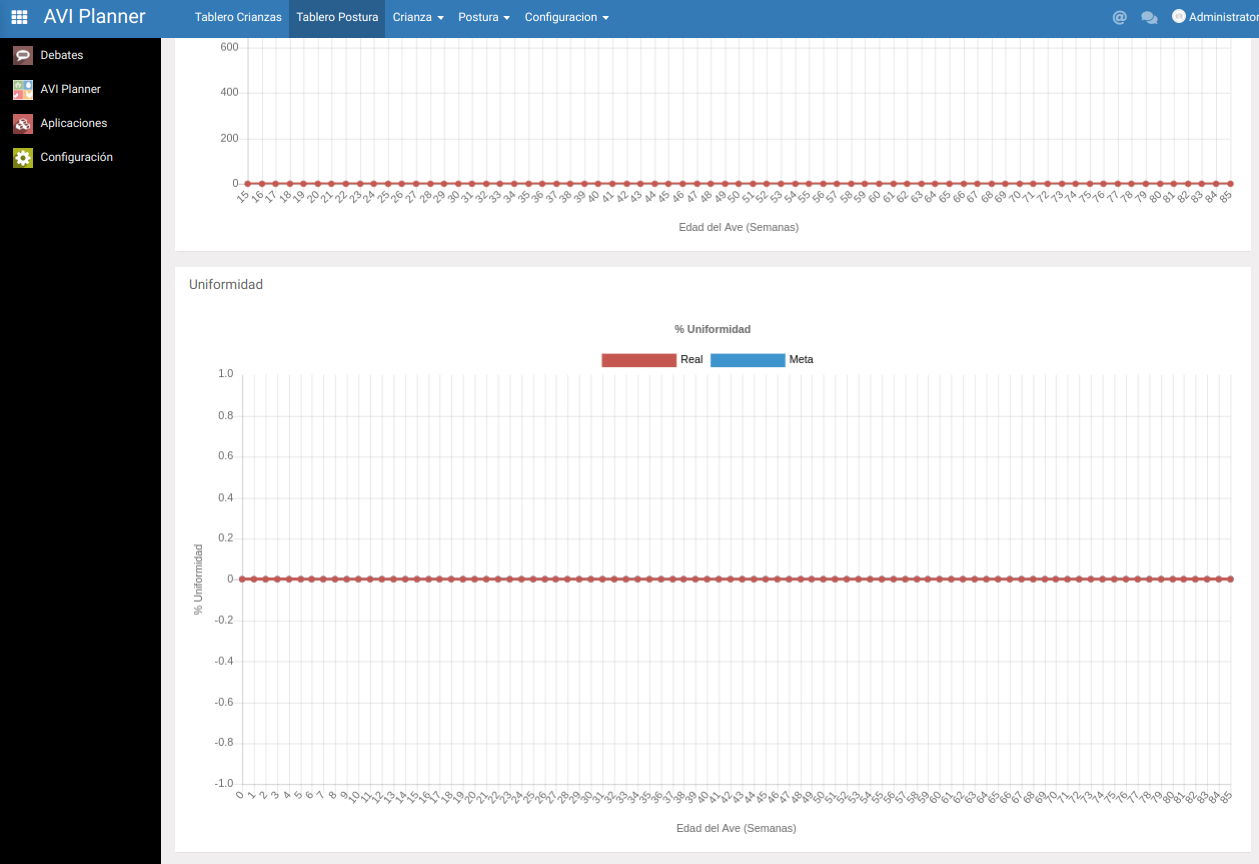 AVI Planner Tablero Crianzas Tablero Postura Crianza Postura Configuracion @ Administrator
Debates
AVI Planner
Aplicaciones
Configuración
600
400
200
0
15 16 17 18 19 20 21 22 23 24 25 26 27 28 29 30 31 32 33 34 35 36 37 38 39 40 41 42 43 44 45 46 47 48 49 50 51 52 53 54 55 56 57 58 59 60 61 62 63 64 65 66 67 68 69 70 71 72 73 74 75 76 77 78 79 80 81 82 83 84 85
Edad del Ave (Semanas)
Uniformidad
% Uniformidad
Real Meta
1.0
0.8
0.6
0.4
0.2
0
-0.2
-0.4
-0.6
-0.8
-1.0
% Uniformidad
0 1 2 3 4 5 6 7 8 9 10 11 12 13 14 15 16 17 18 19 20 21 22 23 24 25 26 27 28 29 30 31 32 33 34 35 36 37 38 39 40 41 42 43 44 45 46 47 48 49 50 51 52 53 54 55 56 57 58 59 60 61 62 63 64 65 66 67 68 69 70 71 72 73 74 75 76 77 78 79 80 81 82 83 84 85
Edad del Ave (Semanas)